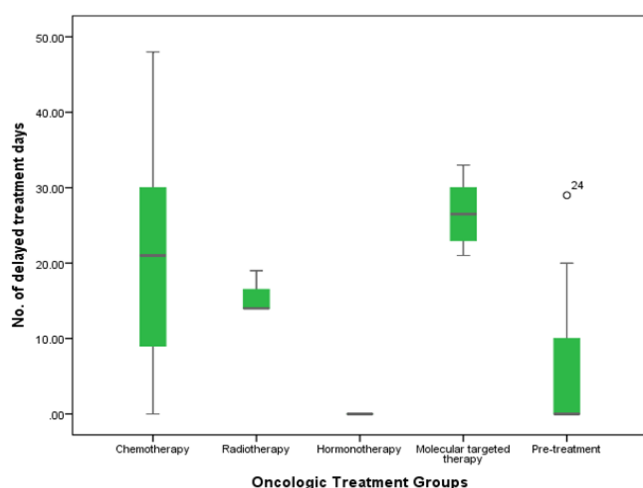 No. of delayed treatment days
50.00
40.00
30.00
20.00
10.00
.00
24
Chemotherapy
Radiotherapy
Hormonotherapy
Molecular targeted
therapy
Pre-treatment
Oncologic Treatment Groups